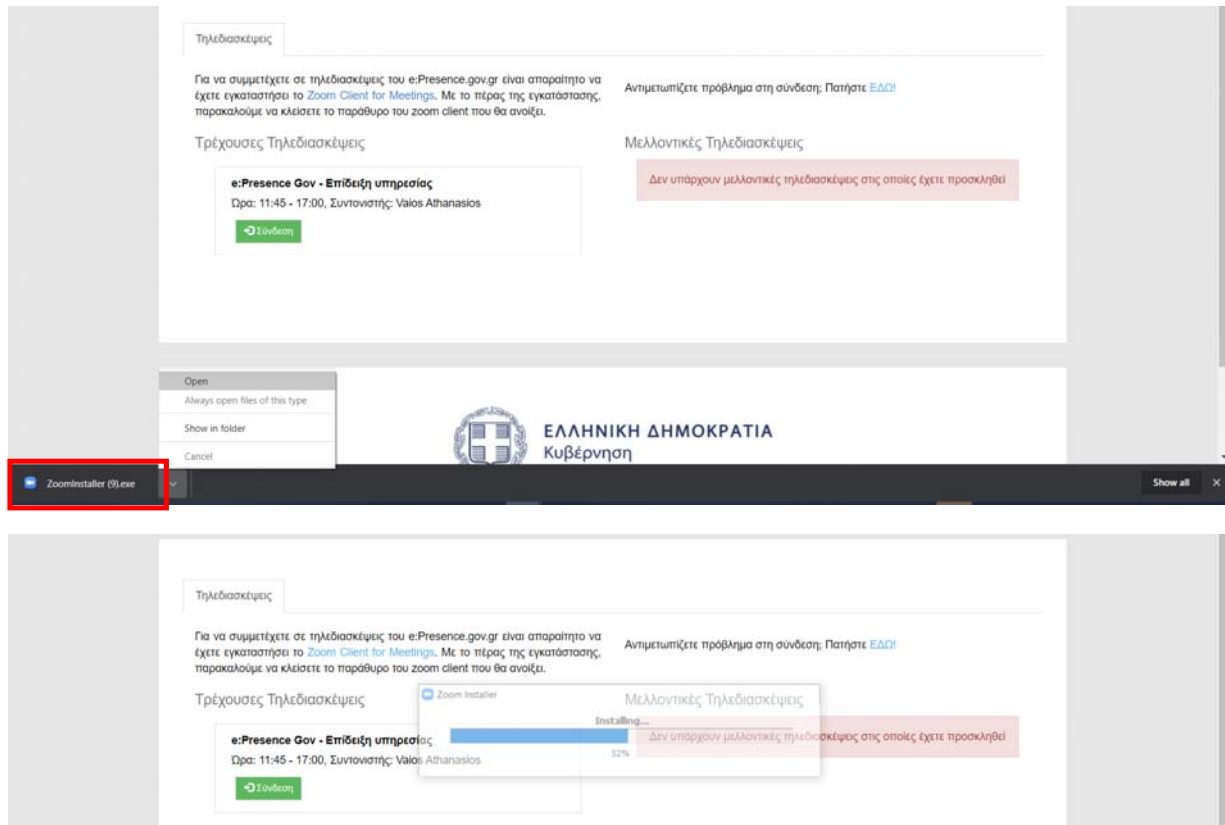 Τηλεδιασκέψεις
Για να συμμετέχετε σε τηλεδιασκέψεις του e:Presence.gov.gr είναι απαραίτητο να
έχετε εγκαταστήσει το Zoom Client for Meetings. Με το πέρας της εγκατάστασης,
παρακαλούμε να κλείσετε το παράθυρο του zoom client που θα ανοίξει.
Αντιμετωπίζετε πρόβλημα στη σύνδεση; Πατήστε ΕΔΩ!
Τρέχουσες Τηλεδιασκέψεις
e:Presence Gov - Επίδειξη υπηρεσίας
Ώρα: 11:45 - 17:00, Συντονιστής: Vaios Athanasios
Σύνδεση
Μελλοντικές Τηλεδιασκέψεις
Δεν υπάρχουν μελλοντικές τηλεδιασκέψεις στις οποίες έχετε προσκληθεί
Open
Always open files of this type
Show in folder
Cancel
ΕΛΛΗΝΙΚΗ ΔΗΜΟΚΡΑΤΙΑ
Κυβέρνηση
ZoomInstaller (9).exe
Show all
Τηλεδιασκέψεις
Για να συμμετέχετε σε τηλεδιασκέψεις του e:Presence.gov.gr είναι απαραίτητο να
έχετε εγκαταστήσει το Zoom Client for Meetings. Με το πέρας της εγκατάστασης,
παρακαλούμε να κλείσετε το παράθυρο του zoom client που θα ανοίξει.
Αντιμετωπίζετε πρόβλημα στη σύνδεση; Πατήστε ΕΔΩ!
Τρέχουσες Τηλεδιασκέψεις
Zoom Installer
Installing...
52%
e:Presence Gov - Επίδειξη υπηρεσίας
Ώρα: 11:45 - 17:00, Συντονιστής: Vaios Athanasios
Σύνδεση
Μελλοντικές Τηλεδιασκέψεις
Δεν υπάρχουν μελλοντικές τηλεδιασκέψεις στις οποίες έχετε προσκληθεί